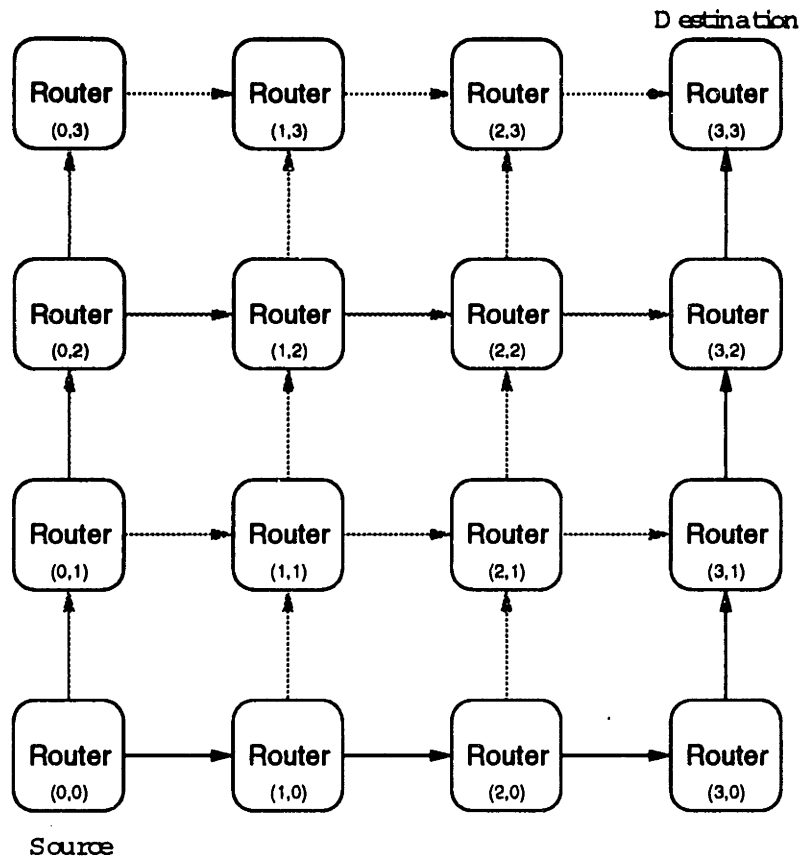 Destination
Router Router Router Router
(0,3) (1,3) (2,3) (3,3)
Router Router Router Router
(0,2) (1,2) (2,2) (3,2)
Router Router Router Router
(0,1) (1,1) (2,1) (3,1)
Router Router Router Router
(0,0) (1,0) (2,0) (3,0)
Source